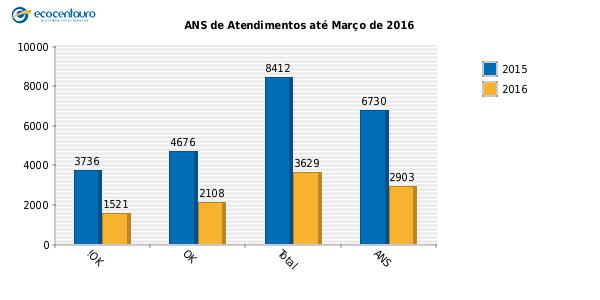 ecocentauro
ANS de Atendimentos até Março de 2016
10000
8000
6000
4000
2000
0
3736
1521
4676
2108
8412
3629
6730
2903
!OK
OK
Total
ANS
2015
2016